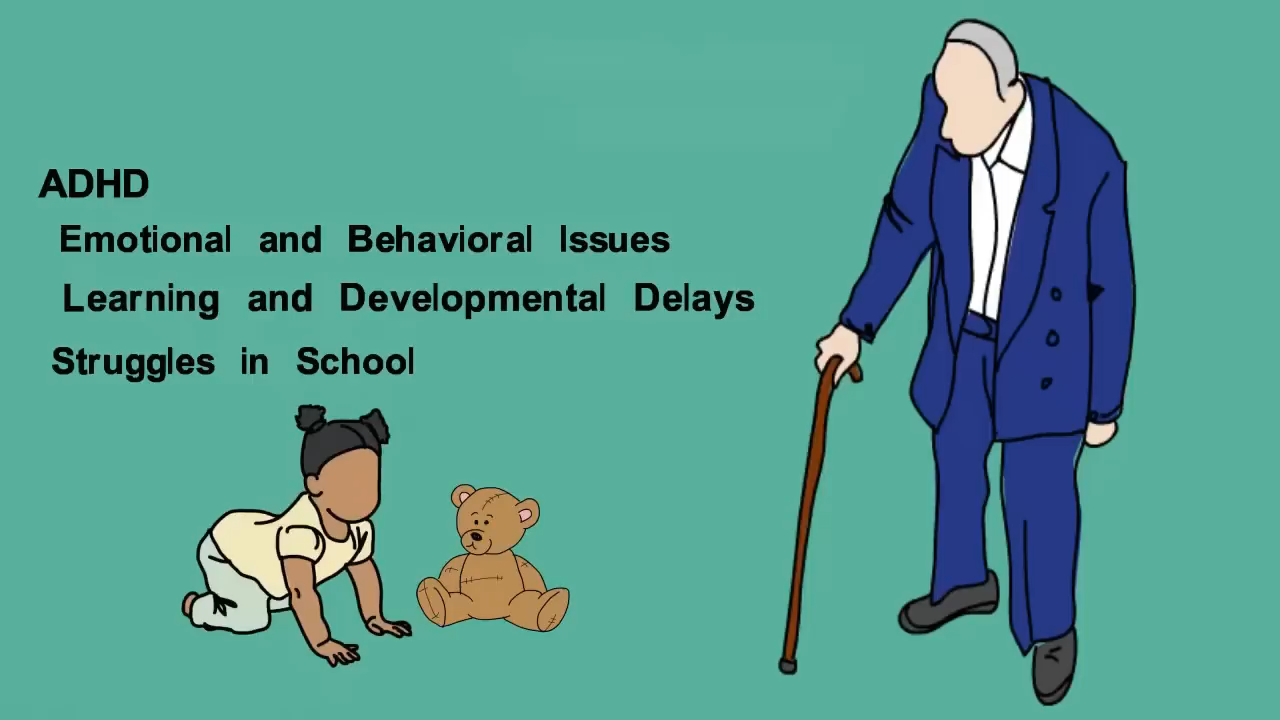 ADHD
Emotional and Behavioral Issues
Learning and Developmental Delays
Struggles in School